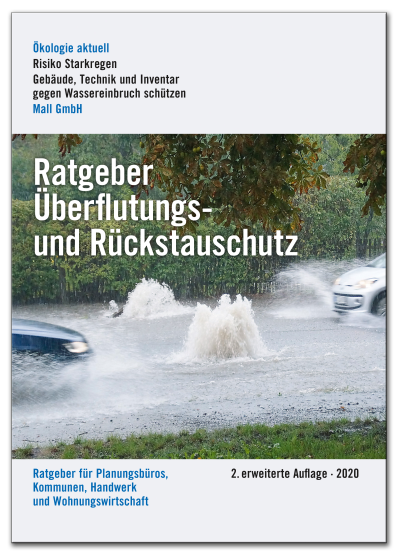 Ökologie aktuell
Risiko Starkregen
Gebäude, Technik und Inventar
gegen Wassereinbruch schützen
Mall GmbH
Ratgeber
Überflutungs-
und Rückstauschutz
Ratgeber für Planungsbüros,
Kommunen, Handwerk
und Wohnungswirtschaft
2. erweiterte Auflage · 2020